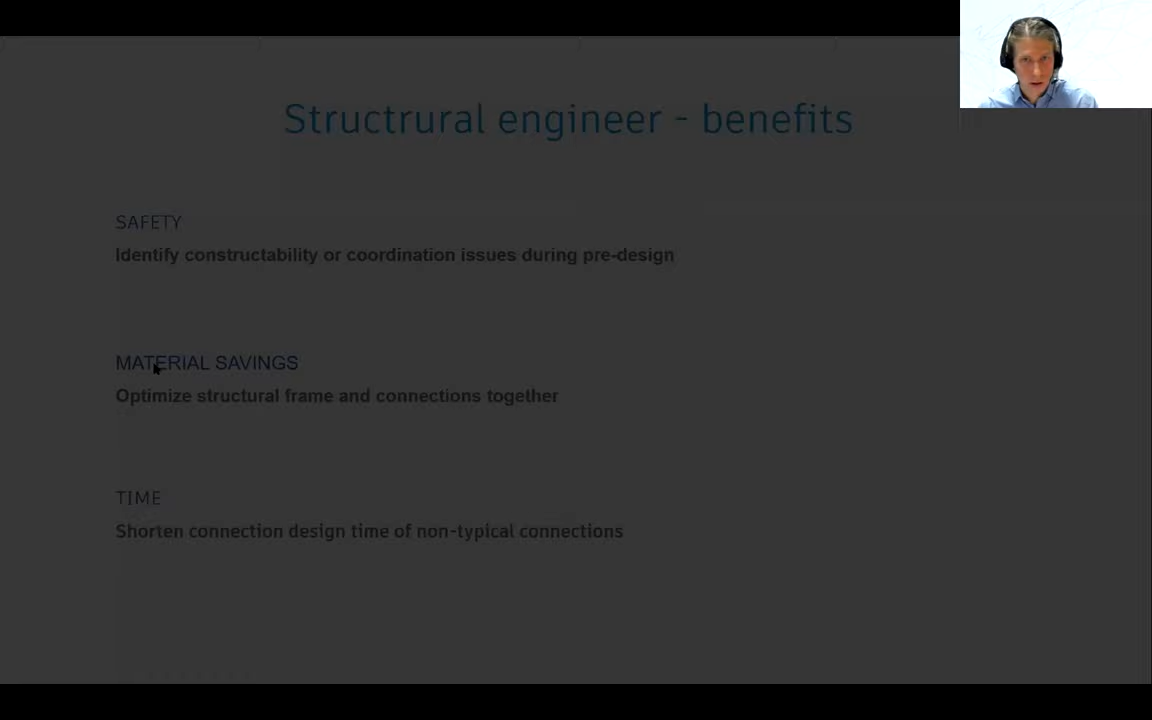 Structrural engineer - benefits
SAFETY
Identify constructability or coordination issues during pre-design
MATERIAL SAVINGS
Optimize structural frame and connections together
TIME
Shorten connection design time of non-typical connections